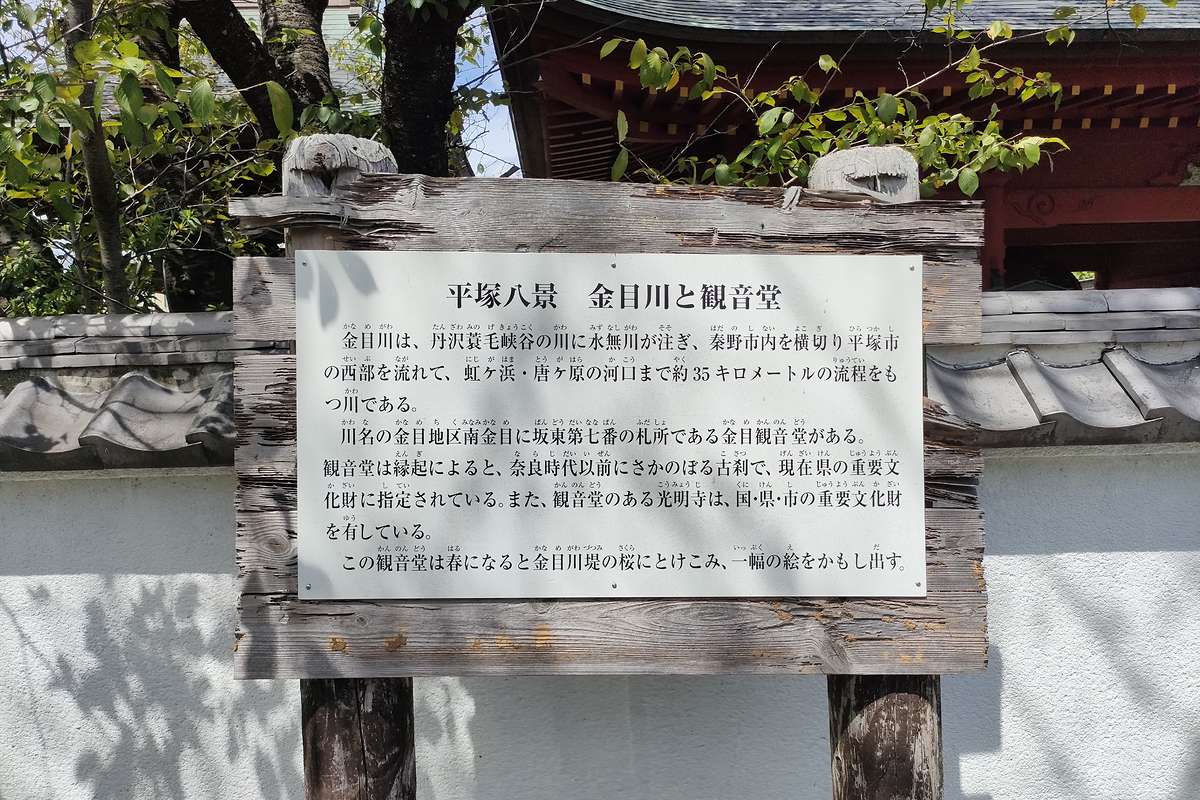 平塚八景　金目川と観音堂
金目川は、丹沢蓑毛峡谷の川に水無川が注ぎ、秦野市内を横切り平塚市
の西部を流れて、虹ヶ浜・唐ヶ原の河口まで約35キロメートルの流程をも
つ川である。
川名の金目地区南金目に坂東第七番の札所である金目観音堂がある。
観音堂は縁起によると、奈良時代以前にさかのぼる古刹で、現在県の重要文
化財に指定されている。また、観音堂のある光明寺は、国・県・市の重要文化財
を有している。
この観音堂は春になると金目川堤の桜にとけこみ、一幅の絵をかもし出す。